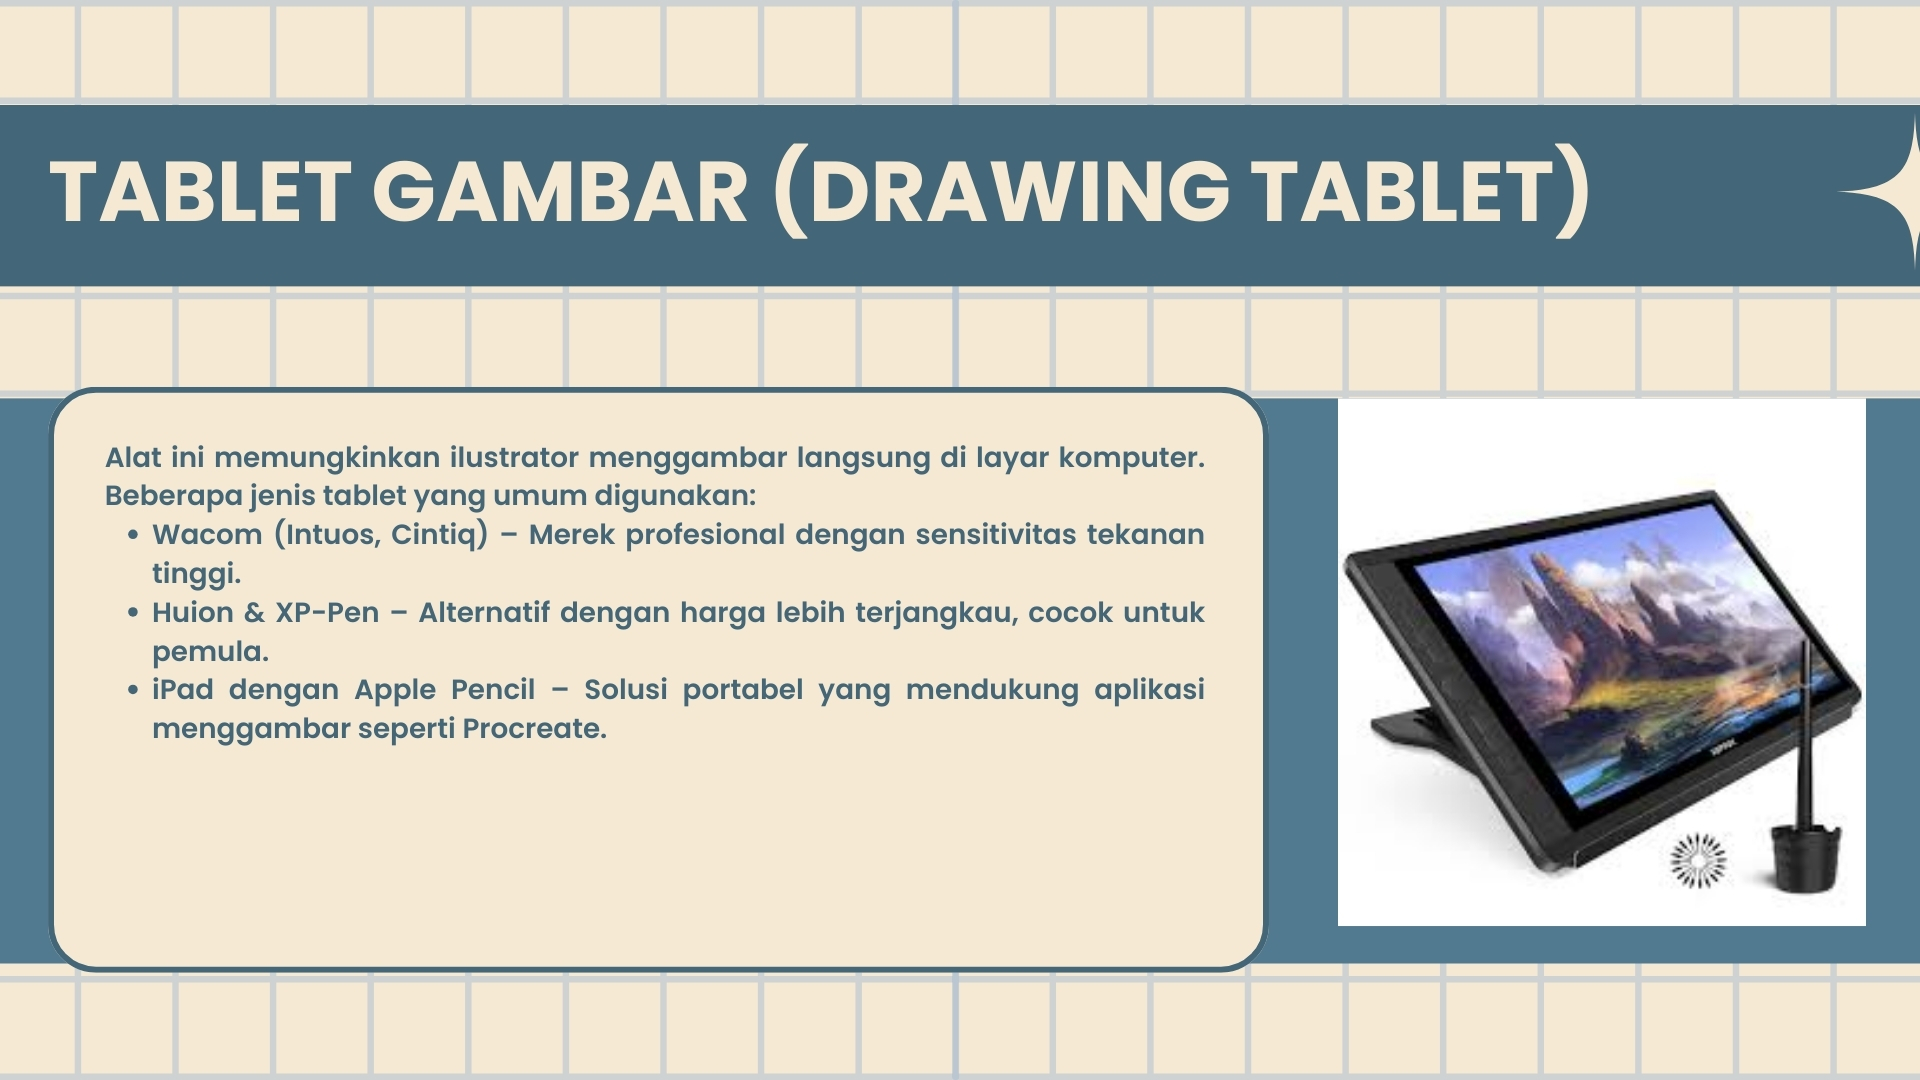 TABLET GAMBAR (DRAWING TABLET)
Alat ini memungkinkan ilustrator menggambar langsung di layar komputer.
Beberapa jenis tablet yang umum digunakan:
• Wacom (Intuos, Cintiq) – Merek profesional dengan sensitivitas tekanan
tinggi.
• Huion & XP-Pen – Alternatif dengan harga lebih terjangkau, cocok untuk
pemula.
• iPad dengan Apple Pencil – Solusi portabel yang mendukung aplikasi
menggambar seperti Procreate.